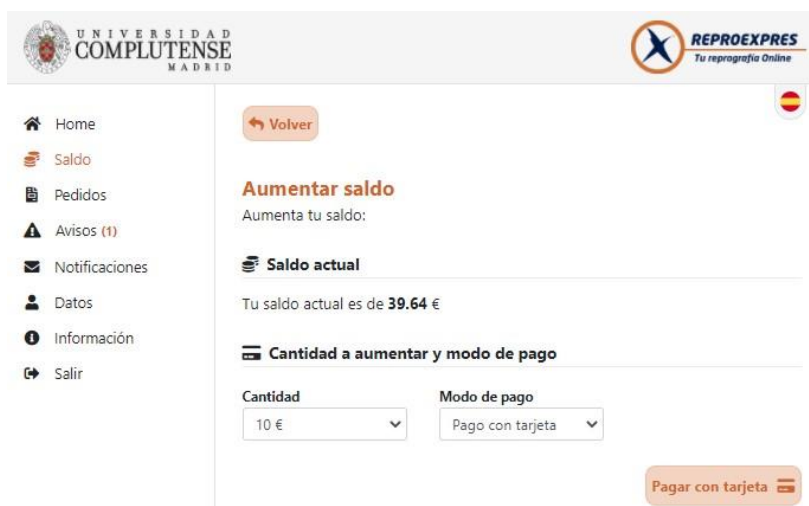 UNIVERSIDAD
COMPLUTENSE
MADRID
REPROEXPRES
Tu reprografía Online
Home
Saldo
Pedidos
Avisos (1)
Notificaciones
Datos
Información
Salir
Volver
Aumentar saldo
Aumenta tu saldo:
Saldo actual
Tu saldo actual es de 39.64 €
Cantidad a aumentar y modo de pago
Cantidad Modo de pago
10 € Pago con tarjeta
Pagar con tarjeta